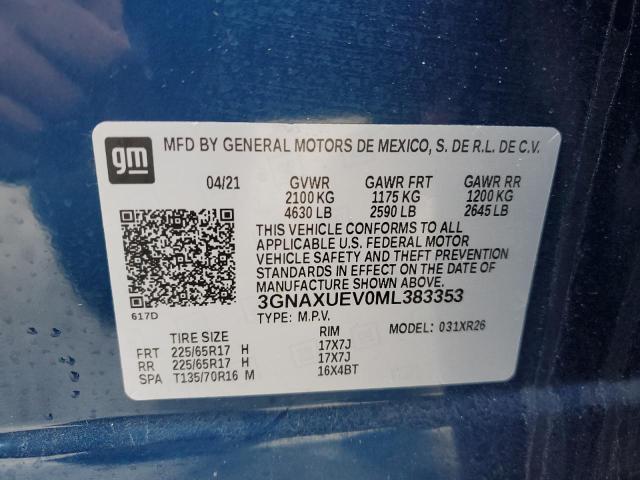 gm
MFD BY GENERAL MOTORS DE MEXICO, S. DE R.L. DE C.V.
04/21 GVWR GAWR FRT GAWR RR
2100 KG 1175 KG 1200 KG
4630 LB 2590 LB 2645 LB
THIS VEHICLE CONFORMS TO ALL
APPLICABLE U.S. FEDERAL MOTOR
VEHICLE SAFETY AND THEFT PREVENTION
STANDARDS IN EFFECT ON THE DATE OF
MANUFACTURE SHOWN ABOVE.
3GNAXUEV0ML383353
617D TYPE: M.P.V.
TIRE SIZE RIM MODEL: 031XR26
FRT 225/65R17 H 17X7J
RR 225/65R17 H 17X7J
SPA T135/70R16 M 16X4BT